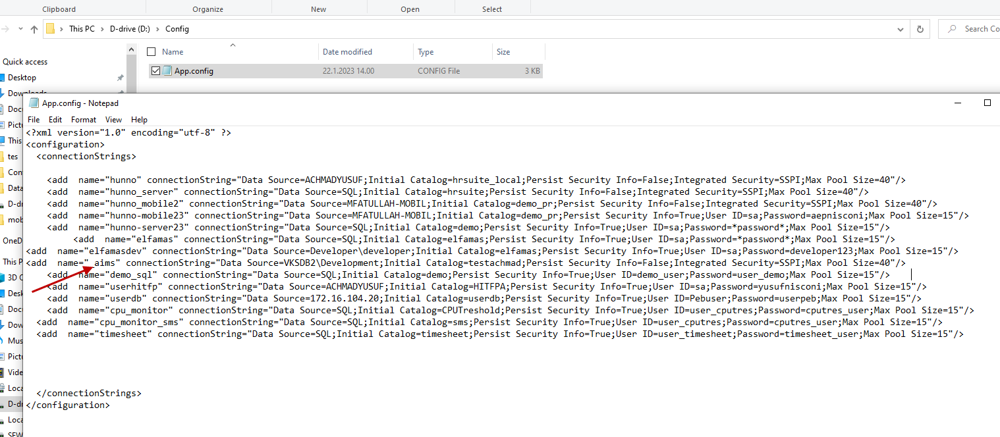 Clipboard Organize New Open Select
This PC > D-drive (D:) > Config
Search Co
Name Date modified Type Size
Quick access
App.config 22.1.2023 14.00 CONFIG File 3 KB
Desktop
Downloads
App.config - Notepad
Doc
File Edit Format View Help
Pictu
<?xml version="1.0" encoding="utf-8" ?>
This
<configuration>
tes
<connectionStrings>
Con
<add name="hunno" connectionString="Data Source=ACHMADYUSUF;Initial Catalog=hrsuite_local;Persist Security Info=False;Integrated Security=SSPI;Max Pool Size=40"/>
Data
<add name="hunno_server" connectionString="Data Source=SQL;Initial Catalog=hrsuite;Persist Security Info=False;Integrated Security=SSPI;Max Pool Size=40"/>
D-dr
<add name="hunno_mobile2" connectionString="Data Source=MFATULLAH-MOBIL;Initial Catalog=demo_pr;Persist Security Info=False;Integrated Security=SSPI;Max Pool Size=40"/>
mob
<add name="hunno-mobile23" connectionString="Data Source=MFATULLAH-MOBIL;Initial Catalog=demo_pr;Persist Security Info=True;User ID=sa;Password=aepnisconi;Max Pool Size=15"/>
<add name="hunno-server23" connectionString="Data Source=SQL;Initial Catalog=demo;Persist Security Info=True;User ID=sa;Password=*password*;Max Pool Size=15"/>
OneD
<add name="elfamas" connectionString="Data Source=SQL;Initial Catalog=elfamas;Persist Security Info=True;User ID=sa;Password=*password*;Max Pool Size=15"/>
<add name="elfamasdev" connectionString="Data Source=Developer\developer;Initial Catalog=elfamas;Persist Security Info=True;User ID=sa;Password=developer123;Max Pool Size=15"/>
This P
<add name="_aims" connectionString="Data Source=VKSDB2\Development;Initial Catalog=testachmad;Persist Security Info=False;Integrated Security=SSPI;Max Pool Size=40"/>
3D O
<add name="demo_sql" connectionString="Data Source=SQL;Initial Catalog=demo;Persist Security Info=True;User ID=demo_user;Password=user_demo;Max Pool Size=15"/>
<add name="userhitfp" connectionString="Data Source=ACHMADYUSUF;Initial Catalog=HITFPA;Persist Security Info=True;User ID=sa;Password=yusufnisconi;Max Pool Size=15"/>
Desk
<add name="userdb" connectionString="Data Source=172.16.104.20;Initial Catalog=userdb;Persist Security Info=True;User ID=Pebuser;Password=userpeb;Max Pool Size=15"/>
Doc
<add name="cpu_monitor" connectionString="Data Source=SQL;Initial Catalog=CPUTreshold;Persist Security Info=True;User ID=user_cputres;Password=cputres_user;Max Pool Size=15"/>
Dow
<add name="cpu_monitor_sms" connectionString="Data Source=SQL;Initial Catalog=sms;Persist Security Info=True;User ID=user_cputres;Password=cputres_user;Max Pool Size=15"/>
<add name="timesheet" connectionString="Data Source=SQL;Initial Catalog=timesheet;Persist Security Info=True;User ID=user_timesheet;Password=timesheet_user;Max Pool Size=15"/>
Mus
Pictu
Vide
Loca
</connectionStrings>
D-dr
</configuration>
Loca
SFW